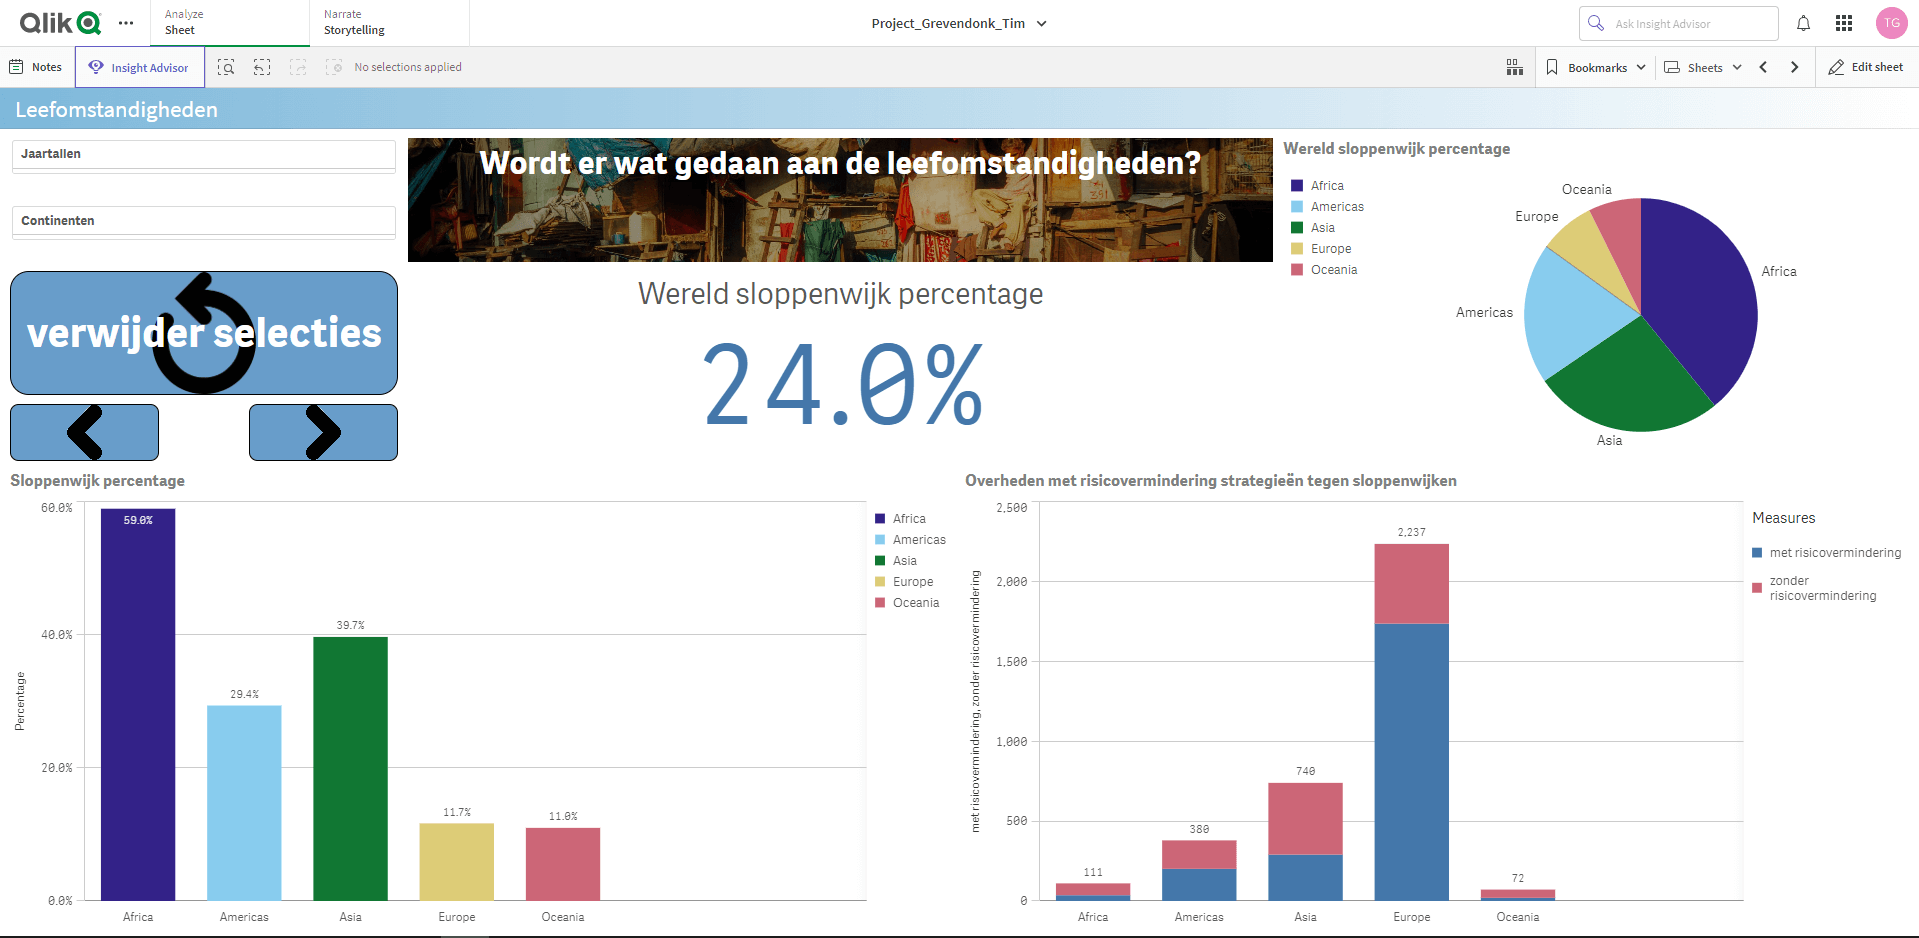 Qlik
Analyze
Sheet
Narrate
Storytelling
Project_Grevendonk_Tim
Ask Insight Advisor
TG
Notes
Insight Advisor
No selections applied
Bookmarks
Sheets
Edit sheet
Leefomstandigheden
Jaartallen
Continenten
verwijder selecties
Wordt er wat gedaan aan de leefomstandigheden?
Wereld sloppenwijk percentage
24.0%
Wereld sloppenwijk percentage
Africa
Americas
Asia
Europe
Oceania
Oceania
Europe
Africa
Americas
Asia
Sloppenwijk percentage
Percentage
60.0%
40.0%
20.0%
0.0%
59.0%
29.4%
39.7%
11.7%
11.0%
Africa
Americas
Asia
Europe
Oceania
Africa
Americas
Asia
Europe
Oceania
Overheden met risicovermindering strategieën tegen sloppenwijken
met risicovermindering, zonder risicovermindering
2,500
2,000
1,500
1,000
500
0
111
380
740
2,237
72
Africa
Americas
Asia
Europe
Oceania
Measures
met risicovermindering
zonder
risicovermindering